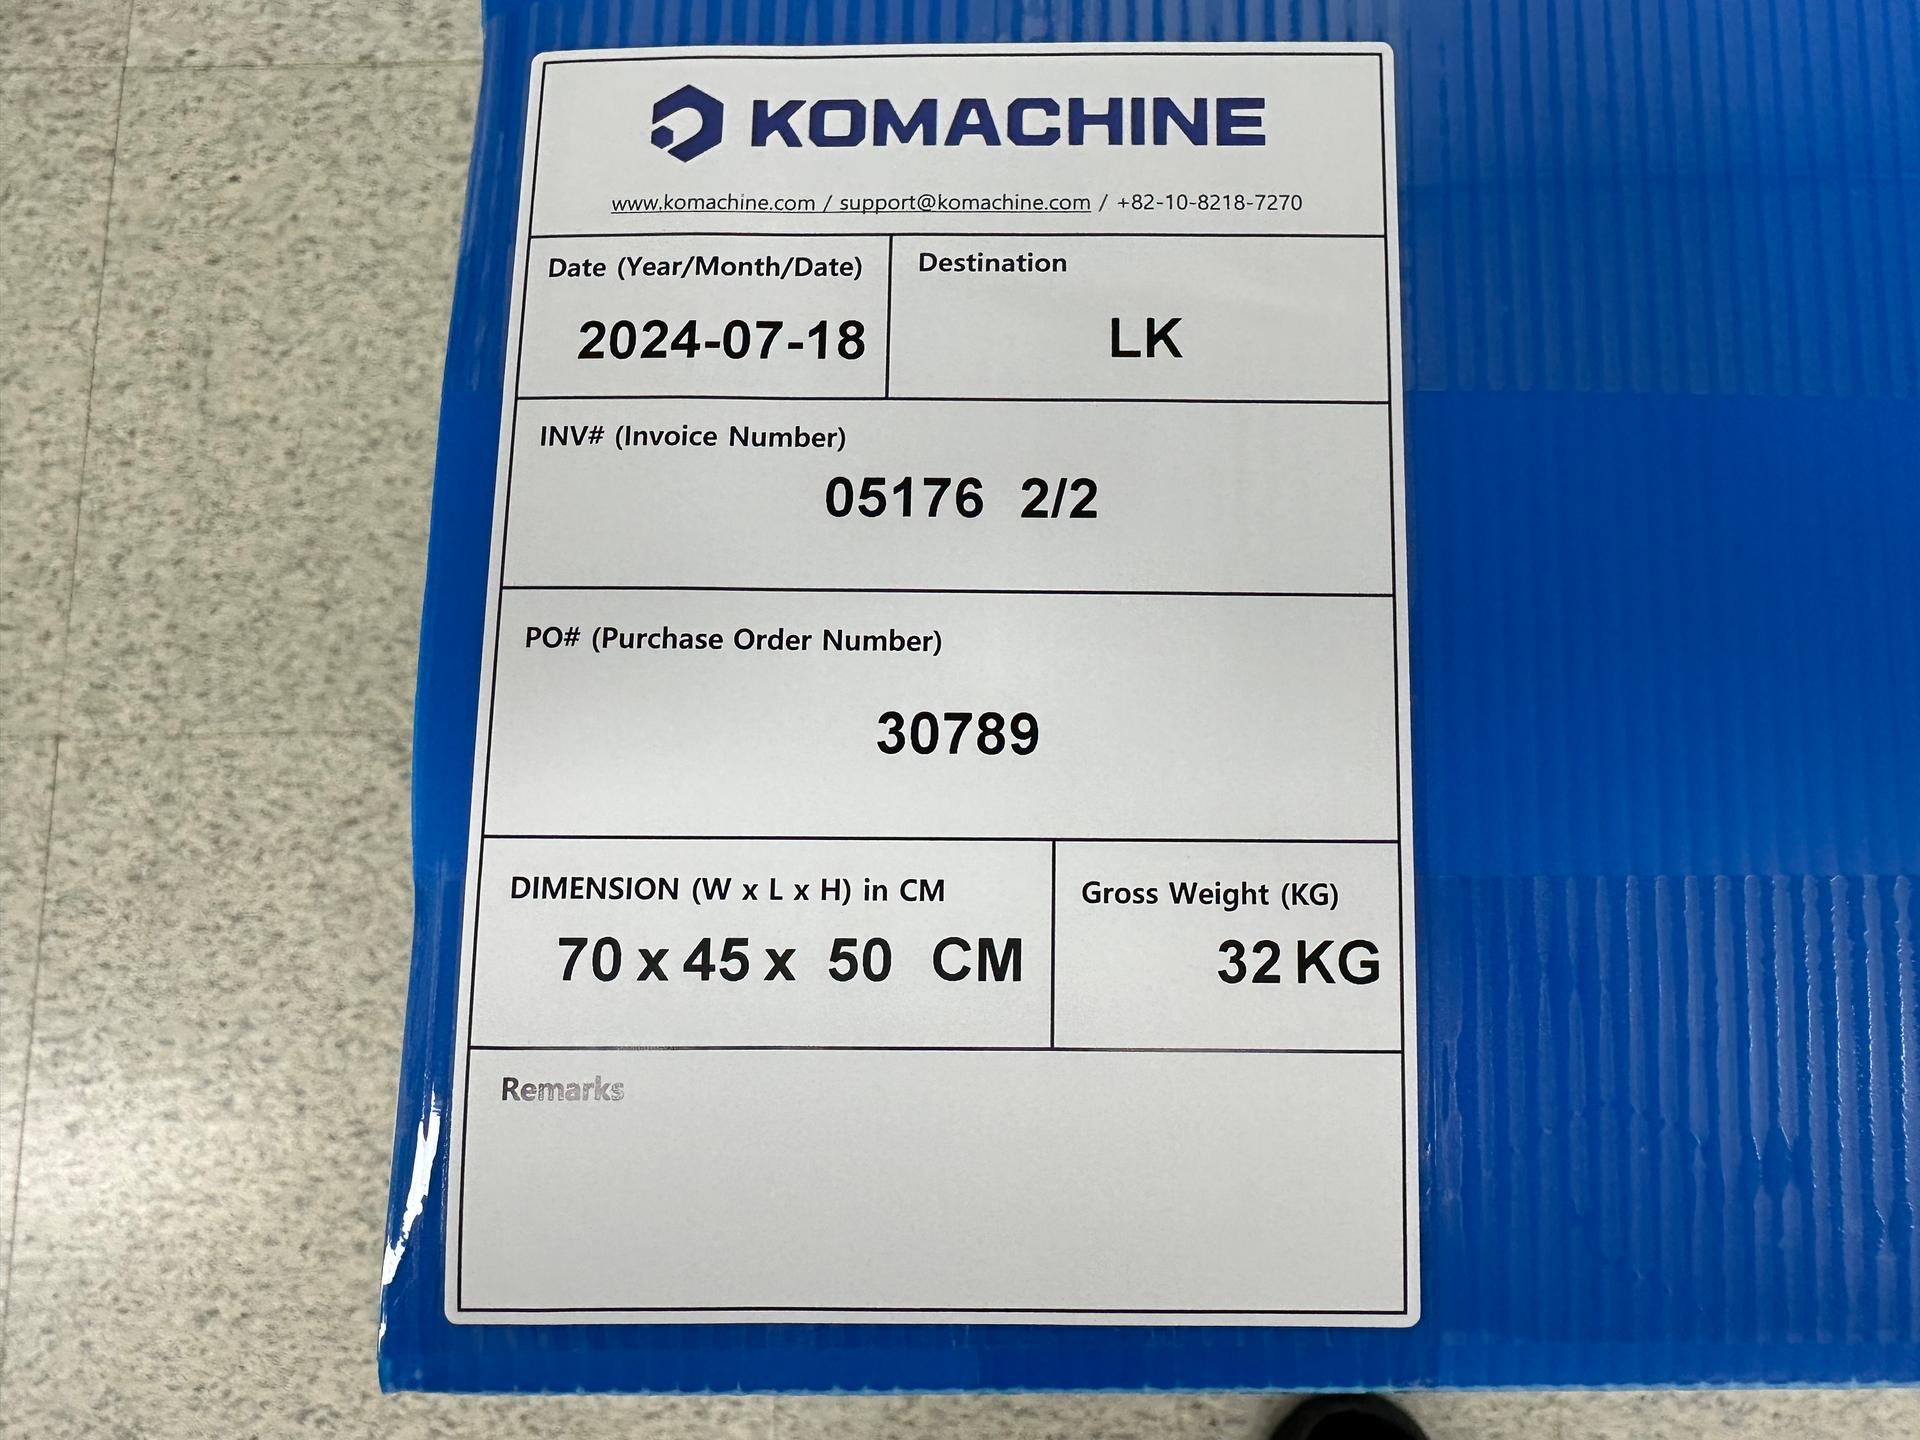 KOMACHINE
www.komachine.com / support@komachine.com / +82-10-8218-7270
Date (Year/Month/Date)
2024-07-18
Destination
LK
INV# (Invoice Number)
05176 2/2
PO# (Purchase Order Number)
30789
DIMENSION (W x L x H) in CM
70 x 45 x 50 CM
Gross Weight (KG)
32 KG
Remarks